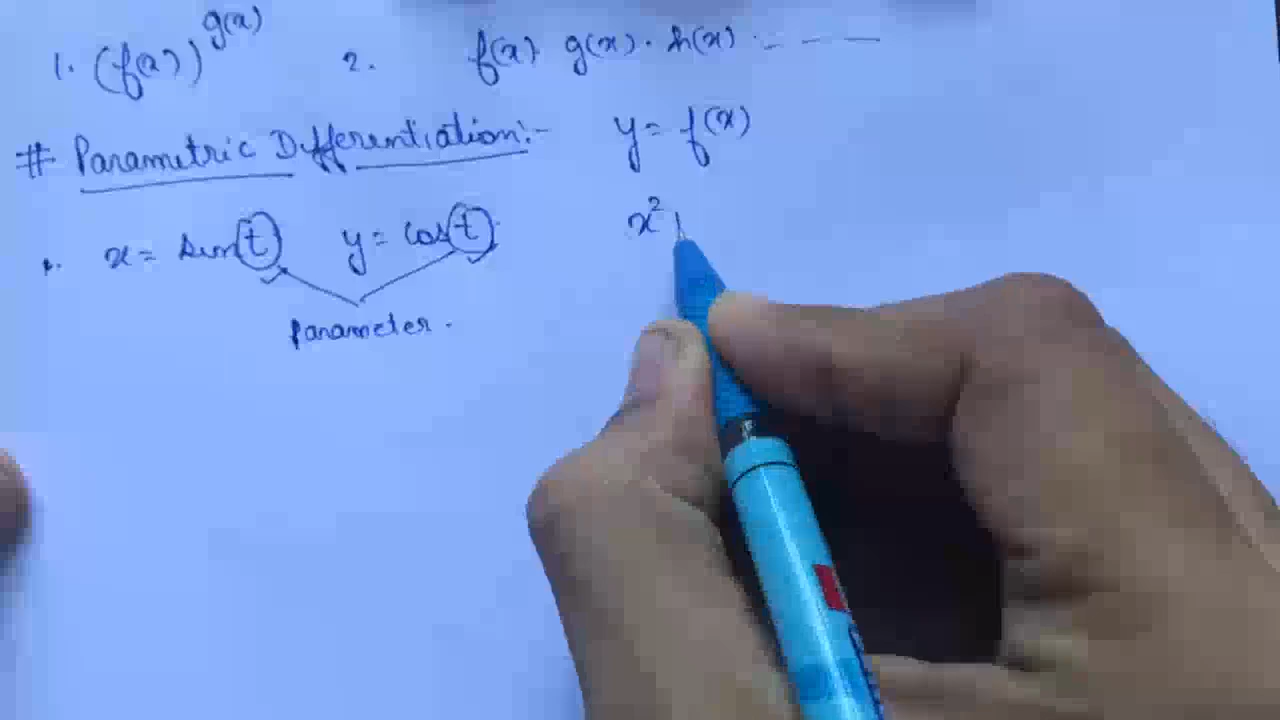 1. (f(x))^g(x) 2. f(x) g(x) · h(x) · - - - -
# Parametric Differentiation:- y = f(x)
x = sin t y = cos t x²
Parameter.